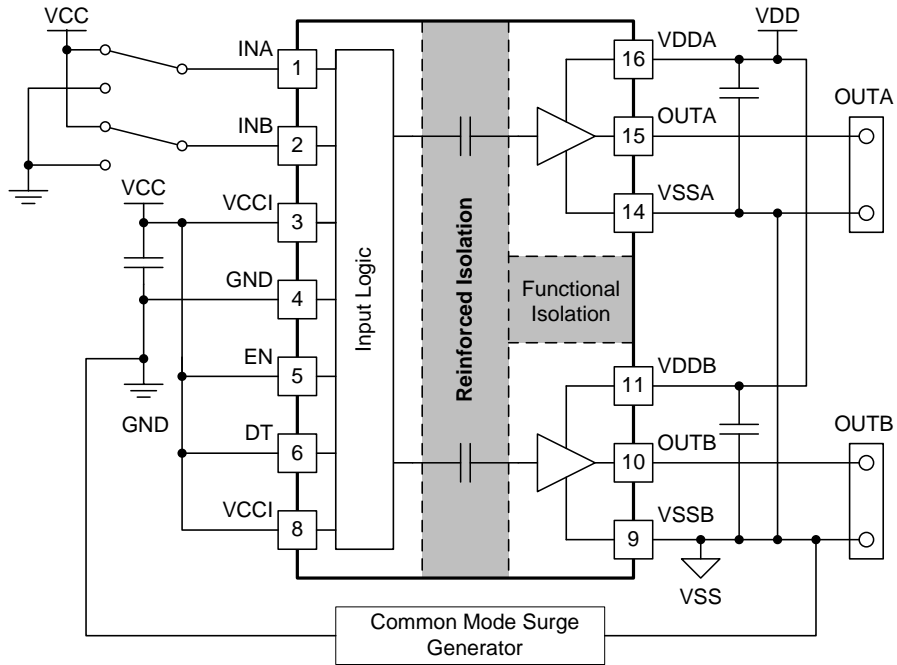 VCC
VDD
INA
1
VDDA
16
OUTA
INB
2
OUTA
15
VCC
VCCI
3
VSSA
14
GND
4
Input Logic
Reinforced Isolation
Functional
Isolation
EN
5
VDDB
11
GND
DT
6
OUTB
10
OUTB
VCCI
8
VSSB
9
VSS
Common Mode Surge
Generator